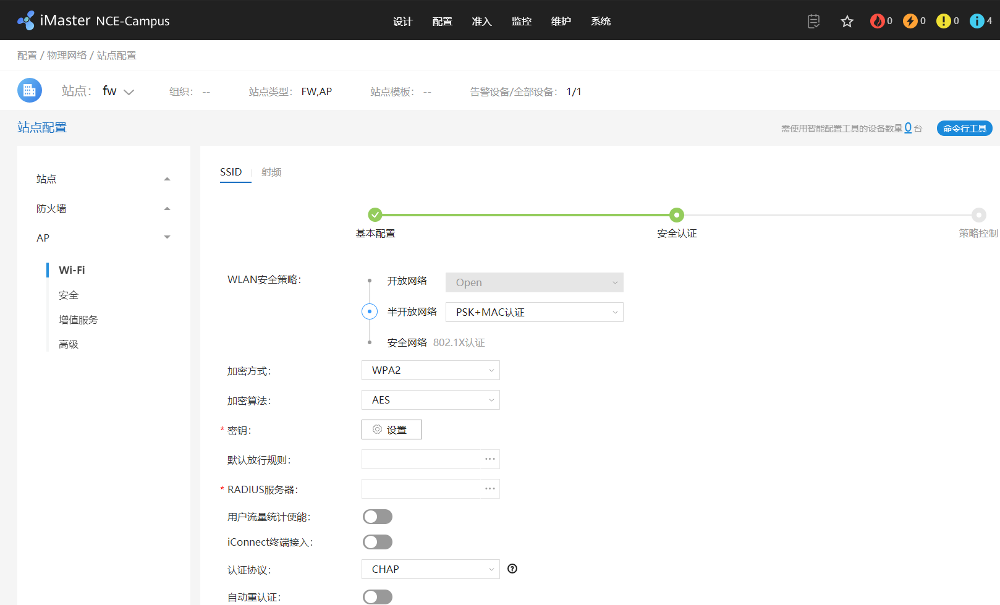 iMaster NCE-Campus 设计 配置 准入 监控 维护 系统 0 0 0 4
配置 / 物理网络 / 站点配置
站点: fw 组织: -- 站点类型: FW,AP 站点模板: -- 告警设备/全部设备: 1/1
站点配置 需使用智能配置工具的设备数量 0 台 命令行工具
站点
防火墙
AP
Wi-Fi
安全
增值服务
高级
SSID 射频
基本配置 安全认证 策略控制
WLAN安全策略: 开放网络 Open
半开放网络 PSK+MAC认证
安全网络 802.1X认证
加密方式: WPA2
加密算法: AES
* 密钥: 设置
默认放行规则: ...
* RADIUS服务器: ...
用户流量统计使能:
iConnect终端接入:
认证协议: CHAP ?
自动重认证: